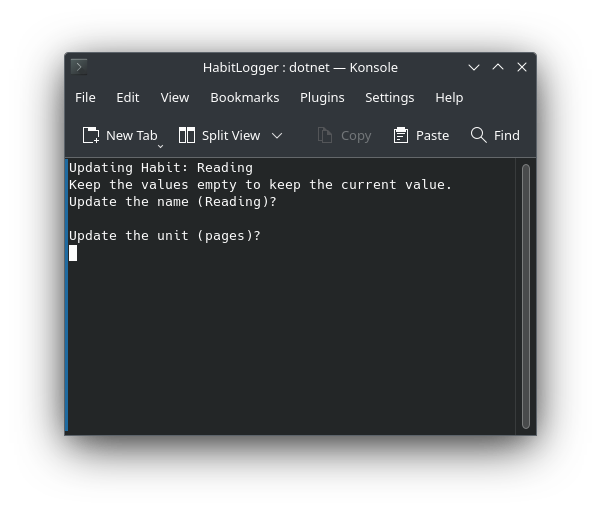 HabitLogger : dotnet — Konsole
File Edit View Bookmarks Plugins Settings Help
New Tab Split View Copy Paste Find
Updating Habit: Reading
Keep the values empty to keep the current value.
Update the name (Reading)?
Update the unit (pages)?